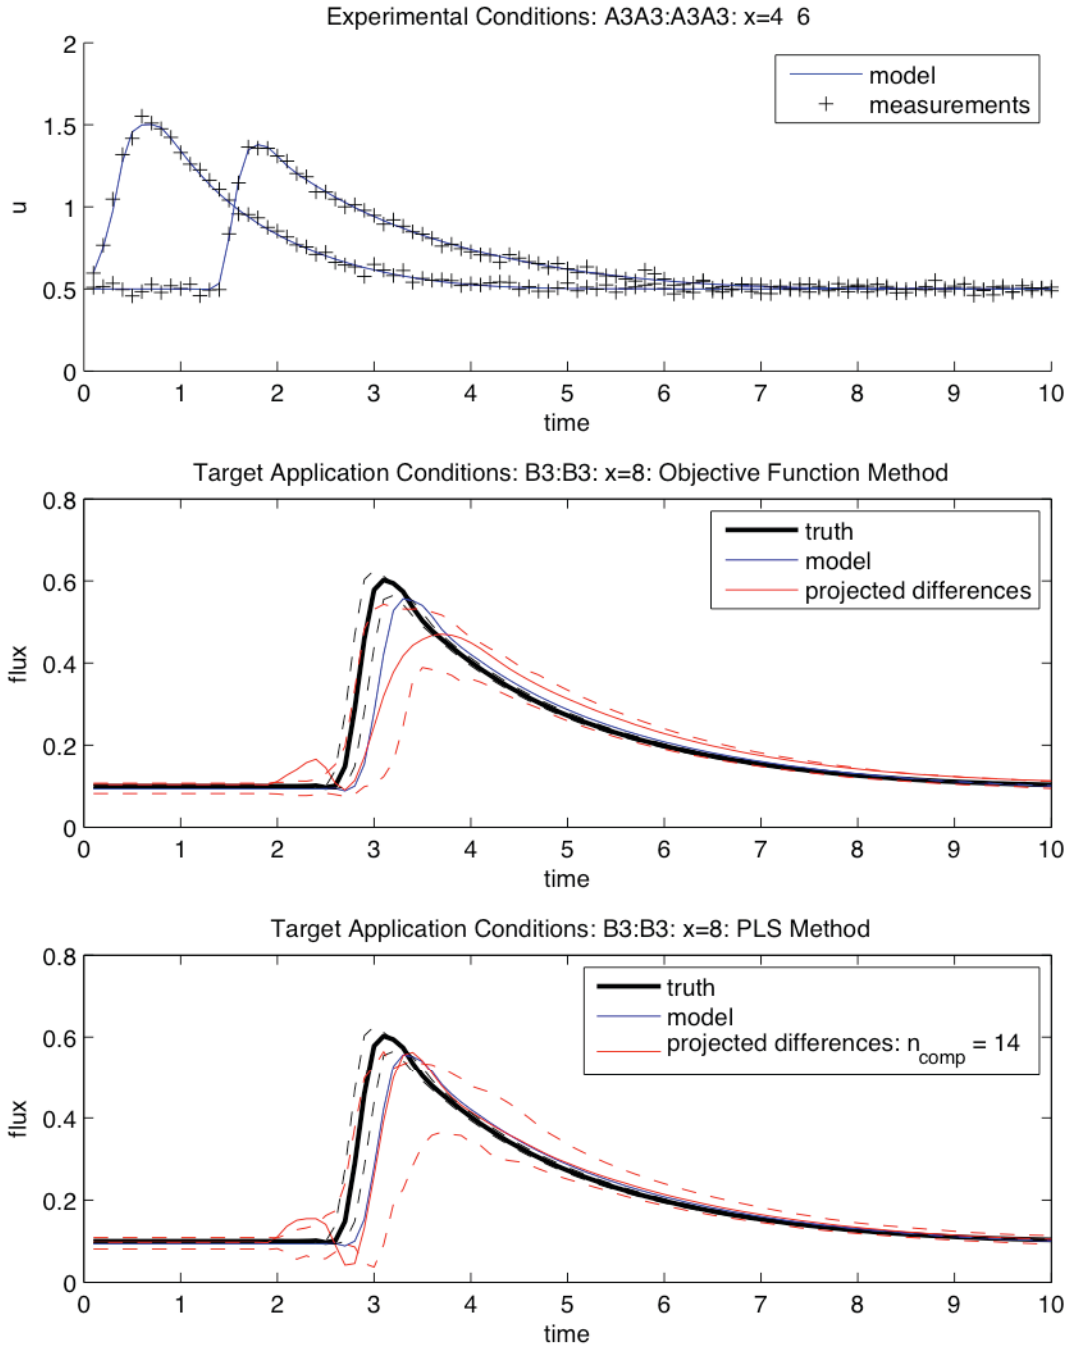 Experimental Conditions: A3A3:A3A3: x=4  6
2
1.5
1
0.5
0
u
model
measurements
0 1 2 3 4 5 6 7 8 9 10
time
Target Application Conditions: B3:B3: x=8: Objective Function Method
0.8
0.6
0.4
0.2
0
flux
truth
model
projected differences
0 1 2 3 4 5 6 7 8 9 10
time
Target Application Conditions: B3:B3: x=8: PLS Method
0.8
0.6
0.4
0.2
0
flux
truth
model
projected differences: n_comp = 14
0 1 2 3 4 5 6 7 8 9 10
time